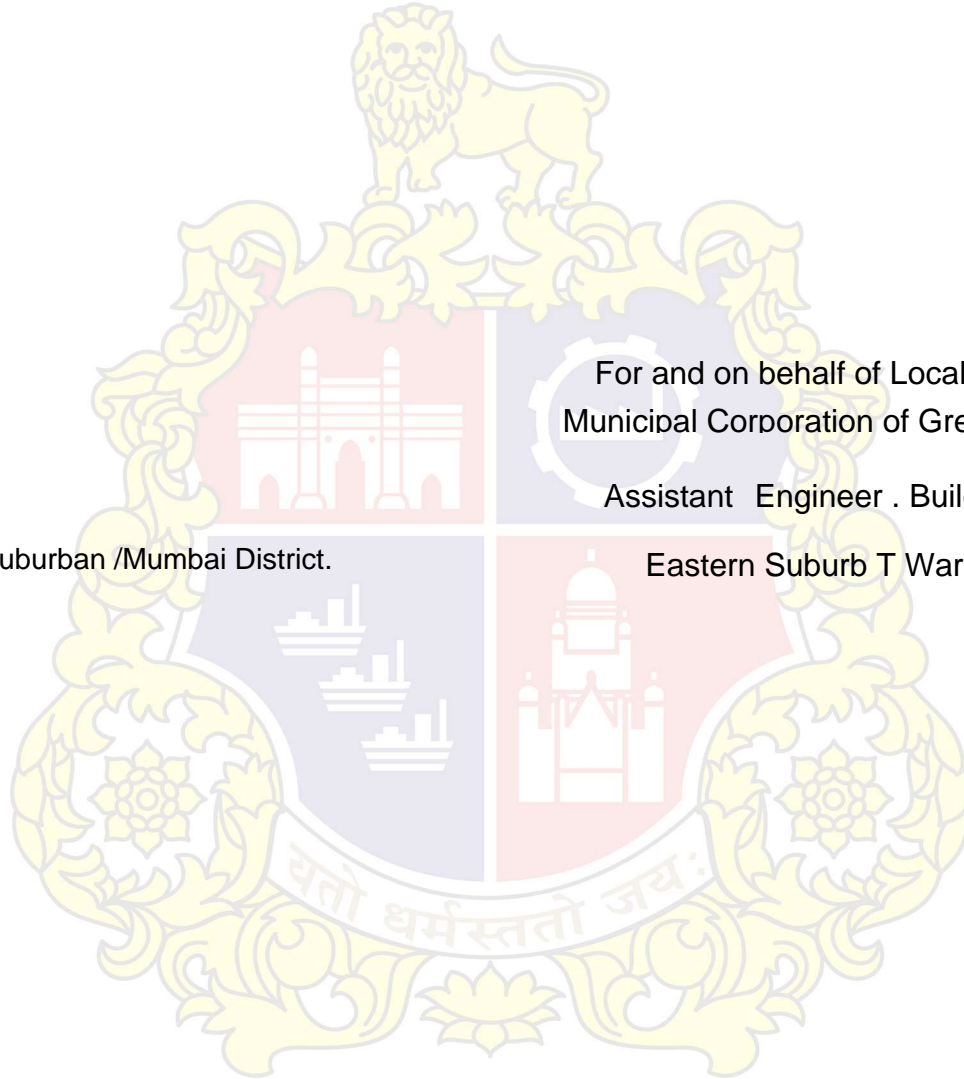 For and on behalf of Local
Municipal Corporation of Gre
Assistant Engineer . Buil
uburban /Mumbai District.
Eastern Suburb T War
यतो धर्मस्ततो जय: